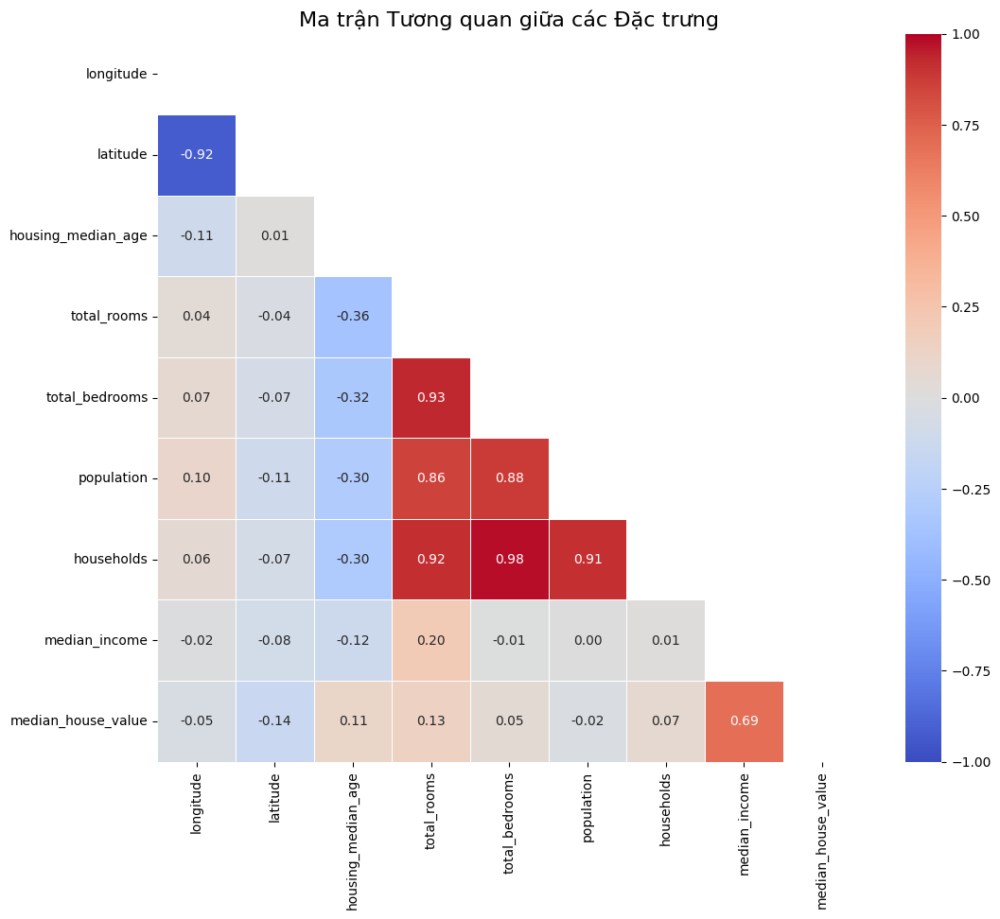 Ma trận Tương quan giữa các Đặc trưng
longitude
latitude
-0.92
housing_median_age
-0.11 0.01
total_rooms
0.04 -0.04 -0.36
total_bedrooms
0.07 -0.07 -0.32 0.93
population
0.10 -0.11 -0.30 0.86 0.88
households
0.06 -0.07 -0.30 0.92 0.98 0.91
median_income
-0.02 -0.08 -0.12 0.20 -0.01 0.00 0.01
median_house_value
-0.05 -0.14 0.11 0.13 0.05 -0.02 0.07 0.69
longitude
latitude
housing_median_age
total_rooms
total_bedrooms
population
households
median_income
median_house_value
1.00
0.75
0.50
0.25
0.00
−0.25
−0.50
−0.75
−1.00